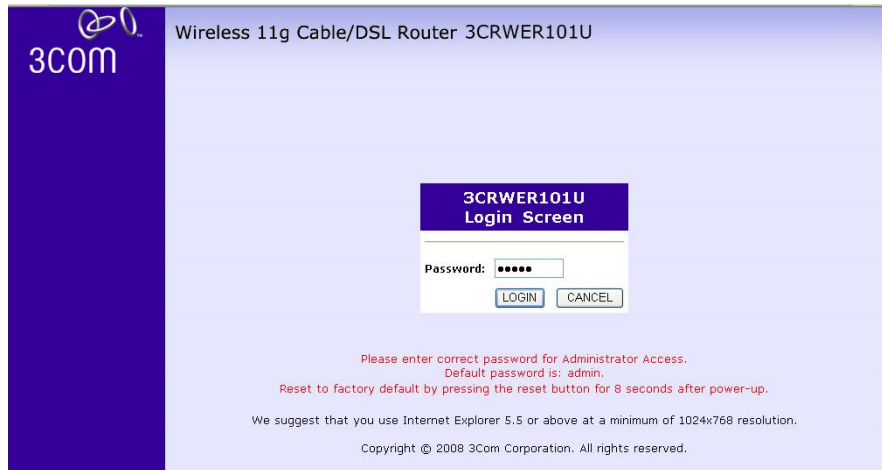 3COM
Wireless 11g Cable/DSL Router 3CRWER101U
3CRWER101U
Login Screen
Password: •••••
LOGIN CANCEL
Please enter correct password for Administrator Access.
Default password is: admin.
Reset to factory default by pressing the reset button for 8 seconds after power-up.
We suggest that you use Internet Explorer 5.5 or above at a minimum of 1024x768 resolution.
Copyright © 2008 3Com Corporation. All rights reserved.